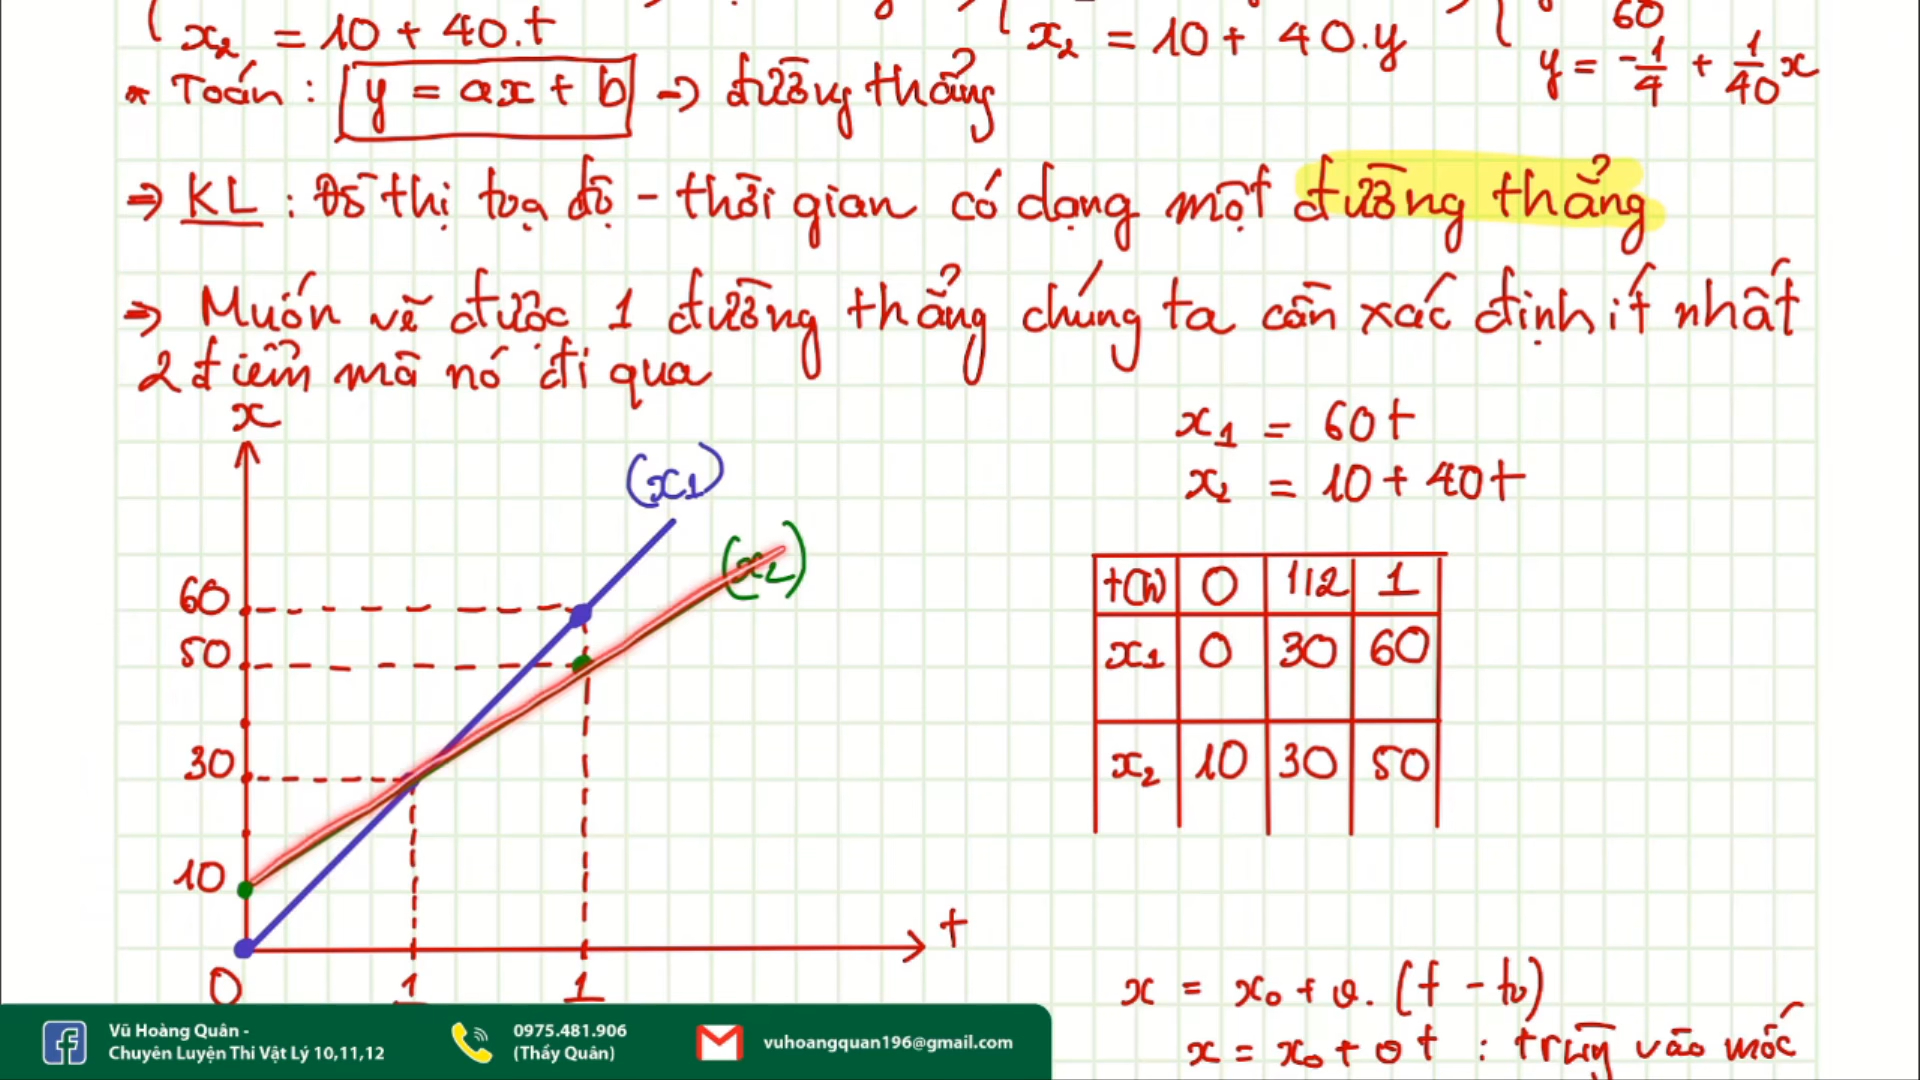 x₂ = 10 + 40.t
x₂ = 10 + 40.y
60
y = -1/4 + 1/40 x
* Toán : y = ax + b → đường thẳng
⇒ KL : Đồ thị tọa độ - thời gian có dạng một đường thẳng
⇒ Muốn vẽ được 1 đường thẳng chúng ta cần xác định ít nhất
2 điểm mà nó đi qua
x
(x1)
(x2)
60
50
30
10
0
1
1
t
x1 = 60t
x2 = 10 + 40t
t(h) 0 1/2 1
x1 0 30 60
x2 10 30 50
x = x₀ + v.(t - t₀)
x = x₀ + vt : trùng vào mốc
Vũ Hoàng Quân -
Chuyên Luyện Thi Vật Lý 10,11,12
0975.481.906
(Thầy Quân)
vuhoangquan196@gmail.com